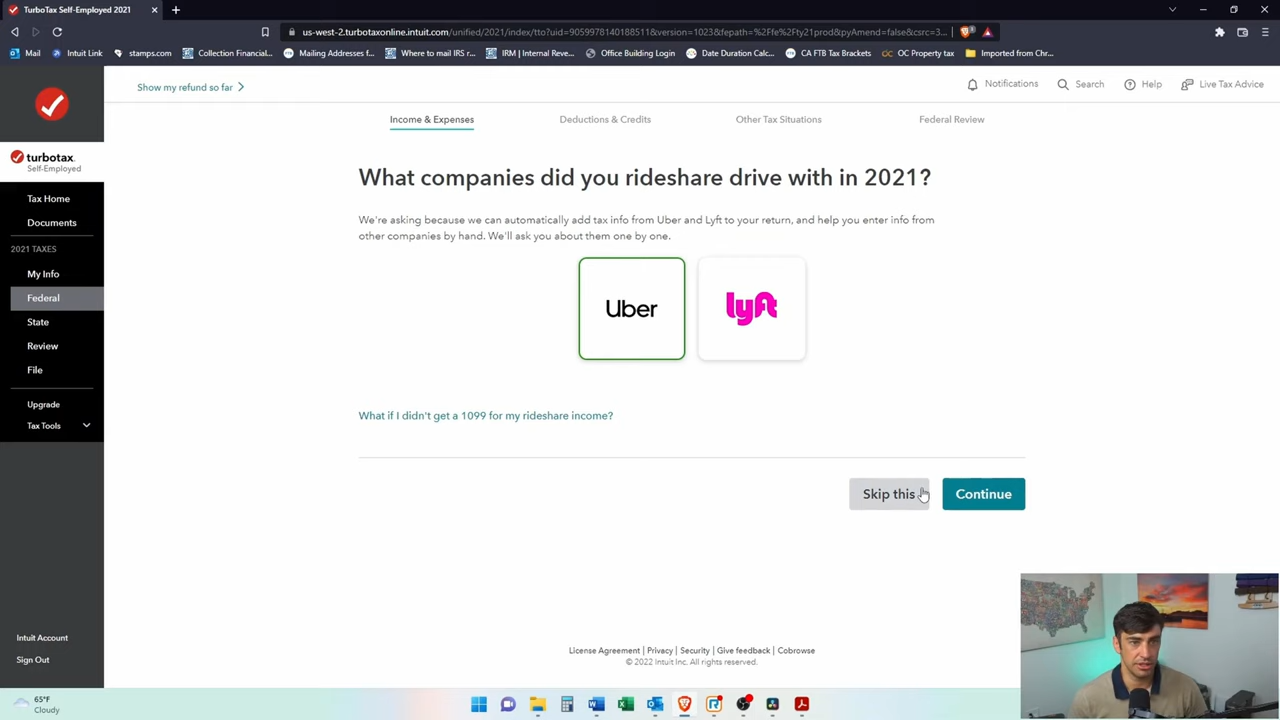 TurboTax Self-Employed 2021
us-west-2.turbotaxonline.intuit.com/unified/2021/index/tto?uid=9059978140188511&version=1023&fepath=%2Ffe%2Fty21prod&pyAmend=false&csrc=3...
Mail
Intuit Link
stamps.com
Collection Financial...
Mailing Addresses f...
Where to mail IRS r...
IRM | Internal Reve...
Office Building Login
Date Duration Calc...
CA FTB Tax Brackets
OC Property tax
Imported from Chr...
Show my refund so far
Notifications
Search
Help
Live Tax Advice
Income & Expenses
Deductions & Credits
Other Tax Situations
Federal Review
turbotax
Self-Employed
Tax Home
Documents
2021 TAXES
My Info
Federal
State
Review
File
Upgrade
Tax Tools
Intuit Account
Sign Out
What companies did you rideshare drive with in 2021?
We're asking because we can automatically add tax info from Uber and Lyft to your return, and help you enter info from
other companies by hand. We'll ask you about them one by one.
Uber
lyft
What if I didn't get a 1099 for my rideshare income?
Skip this
Continue
License Agreement | Privacy | Security | Give feedback | Cobrowse
© 2022 Intuit Inc. All rights reserved.
65°F
Cloudy